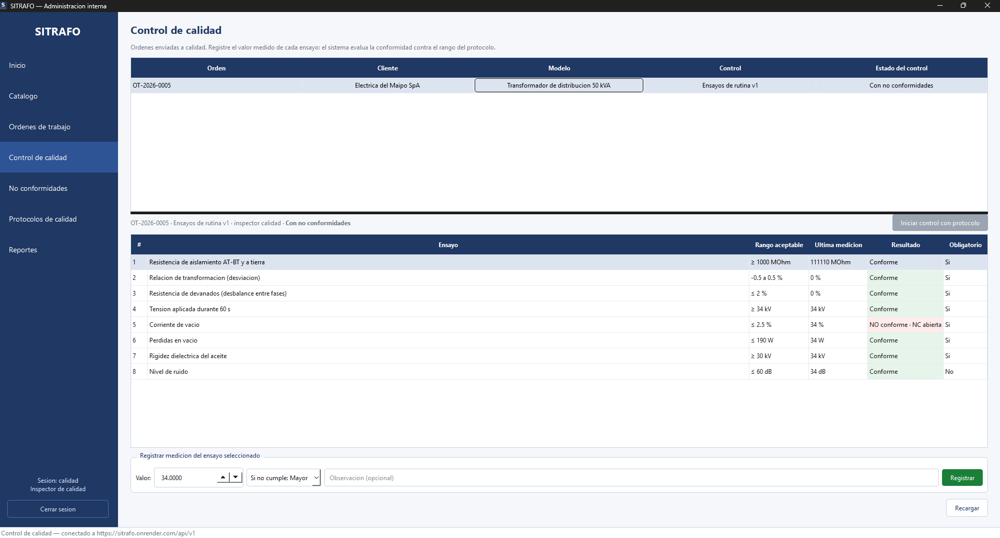 SITRAFO — Administracion interna
SITRAFO
Inicio
Catalogo
Ordenes de trabajo
Control de calidad
No conformidades
Protocolos de calidad
Reportes
Sesion: calidad
Inspector de calidad
Cerrar sesion
Control de calidad
Ordenes enviadas a calidad. Registre el valor medido de cada ensayo: el sistema evalua la conformidad contra el rango del protocolo.
Orden Cliente Modelo Control Estado del control
OT-2026-0005 Electrica del Maipo SpA Transformador de distribucion 50 kVA Ensayos de rutina v1 Con no conformidades
OT-2026-0005 · Ensayos de rutina v1 · inspector calidad · Con no conformidades
Iniciar control con protocolo
# Ensayo Rango aceptable Ultima medicion Resultado Obligatorio
1 Resistencia de aislamiento AT-BT y a tierra ≥ 1000 MOhm 111110 MOhm Conforme Si
2 Relacion de transformacion (desviacion) -0.5 a 0.5 % 0 % Conforme Si
3 Resistencia de devanados (desbalance entre fases) ≤ 2 % 0 % Conforme Si
4 Tension aplicada durante 60 s ≥ 34 kV 34 kV Conforme Si
5 Corriente de vacio ≤ 2.5 % 34 % NO conforme · NC abierta Si
6 Perdidas en vacio ≤ 190 W 34 W Conforme Si
7 Rigidez dielectrica del aceite ≥ 30 kV 34 kV Conforme Si
8 Nivel de ruido ≤ 60 dB 34 dB Conforme No
Registrar medicion del ensayo seleccionado
Valor: 34.0000 Si no cumple: Mayor Observacion (opcional) Registrar
Recargar
Control de calidad — conectado a https://sitrafo.onrender.com/api/v1